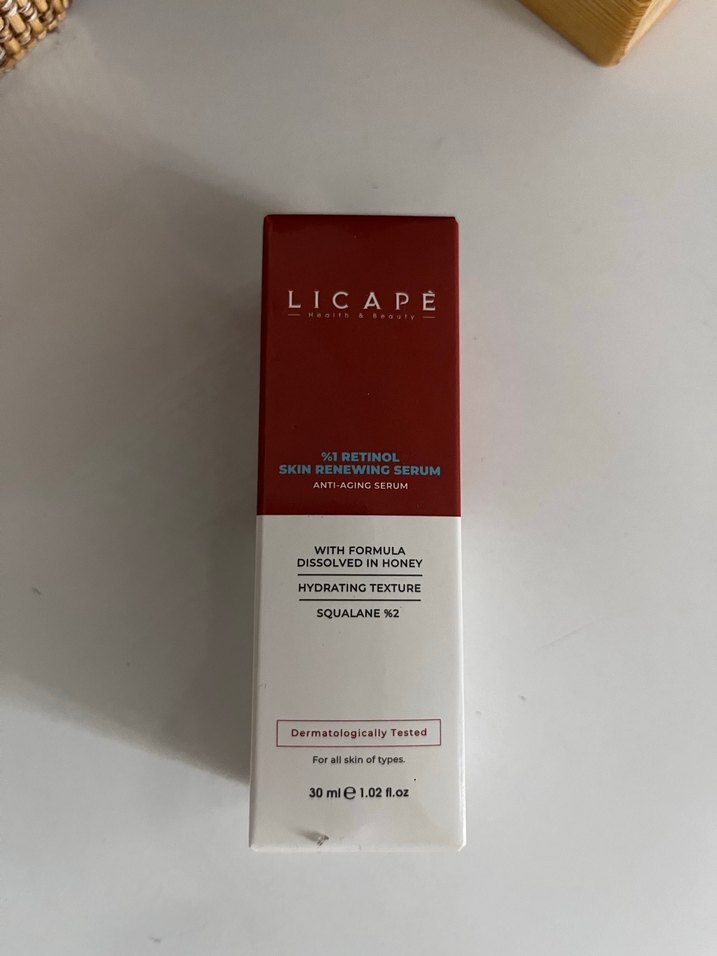 LICAPÈ
Health & Beauty
%1 RETINOL
SKIN RENEWING SERUM
ANTI-AGING SERUM
WITH FORMULA
DISSOLVED IN HONEY
HYDRATING TEXTURE
SQUALANE %2
Dermatologically Tested
For all skin of types.
30 ml ℮ 1.02 fl.oz